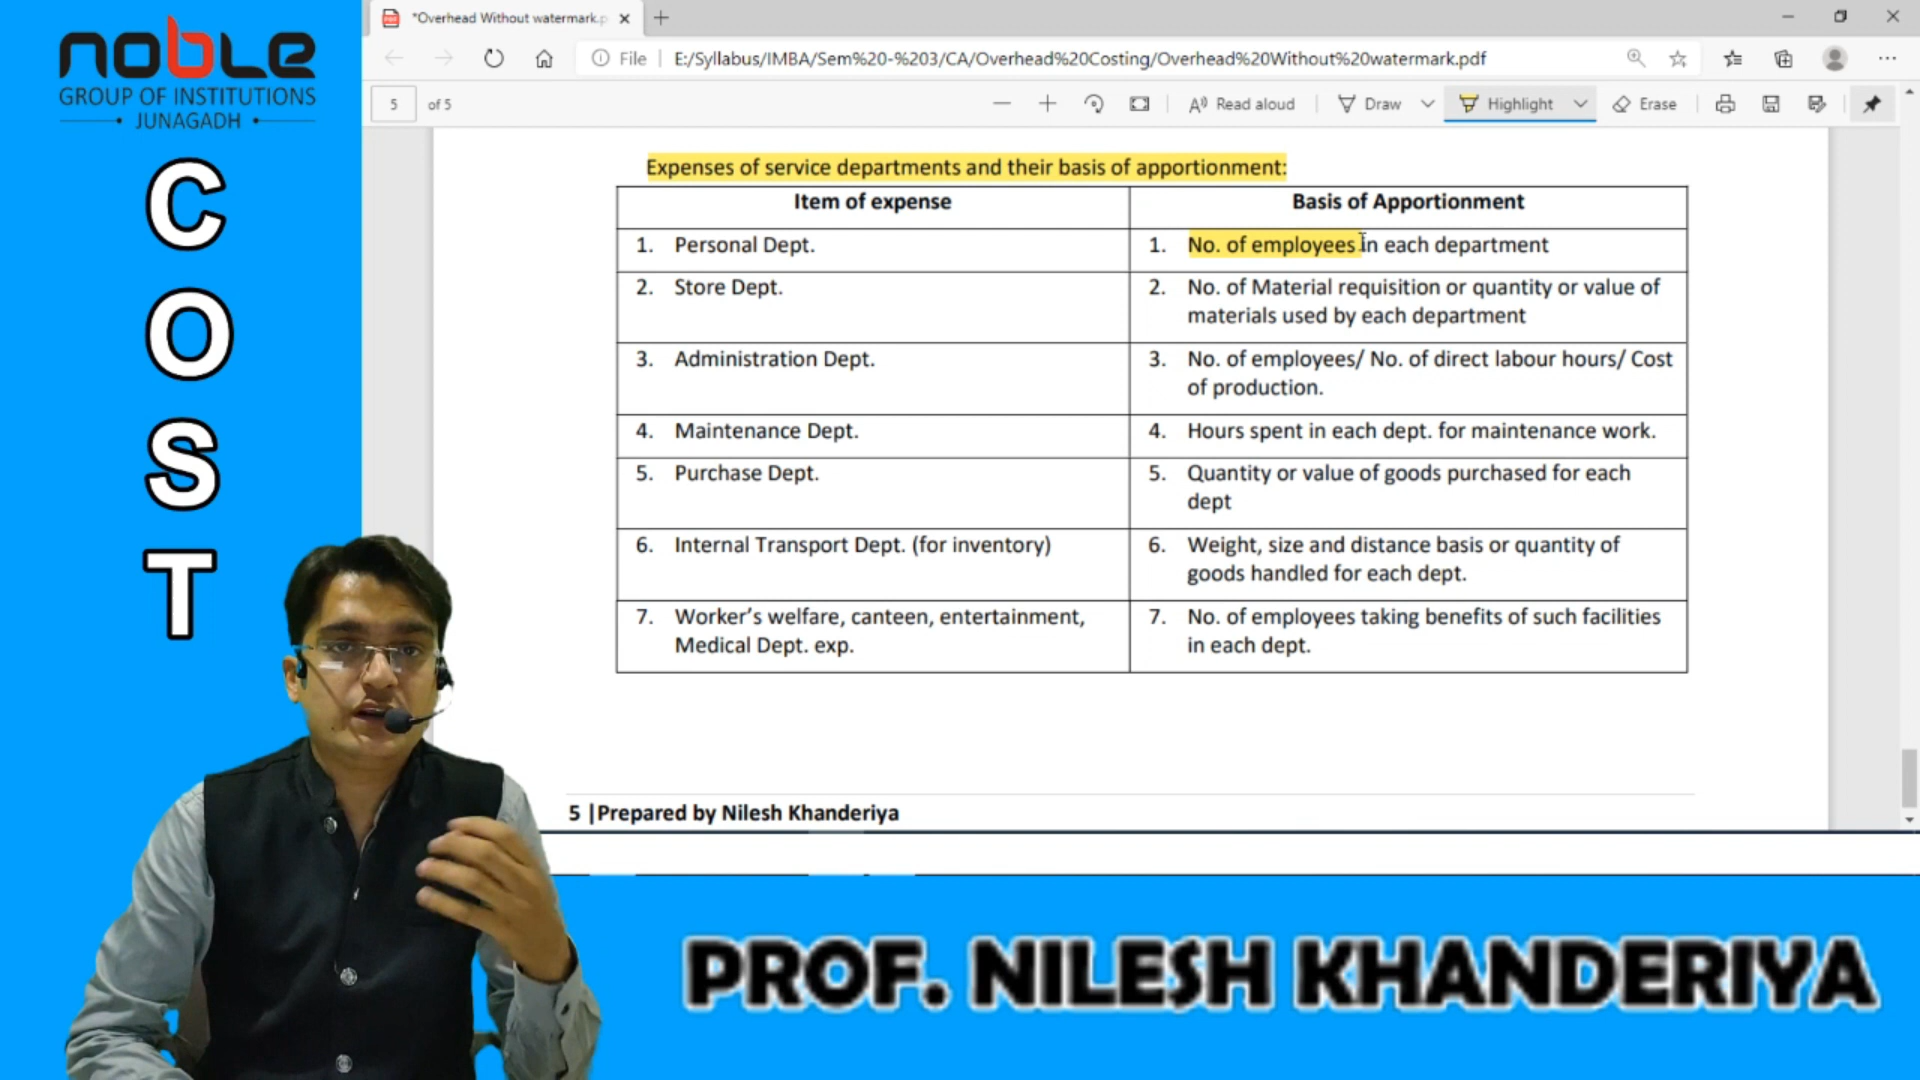 noble
GROUP OF INSTITUTIONS
JUNAGADH
COST
*Overhead Without watermark.p
File
E:/Syllabus/IMBA/Sem%20-%203/CA/Overhead%20Costing/Overhead%20Without%20watermark.pdf
5 of 5
Read aloud
Draw
Highlight
Erase
Expenses of service departments and their basis of apportionment:
Item of expense
Basis of Apportionment
1. Personal Dept.
1. No. of employees in each department
2. Store Dept.
2. No. of Material requisition or quantity or value of
materials used by each department
3. Administration Dept.
3. No. of employees/ No. of direct labour hours/ Cost
of production.
4. Maintenance Dept.
4. Hours spent in each dept. for maintenance work.
5. Purchase Dept.
5. Quantity or value of goods purchased for each
dept
6. Internal Transport Dept. (for inventory)
6. Weight, size and distance basis or quantity of
goods handled for each dept.
7. Worker’s welfare, canteen, entertainment,
Medical Dept. exp.
7. No. of employees taking benefits of such facilities
in each dept.
5 |Prepared by Nilesh Khanderiya
PROF. NILESH KHANDERIYA